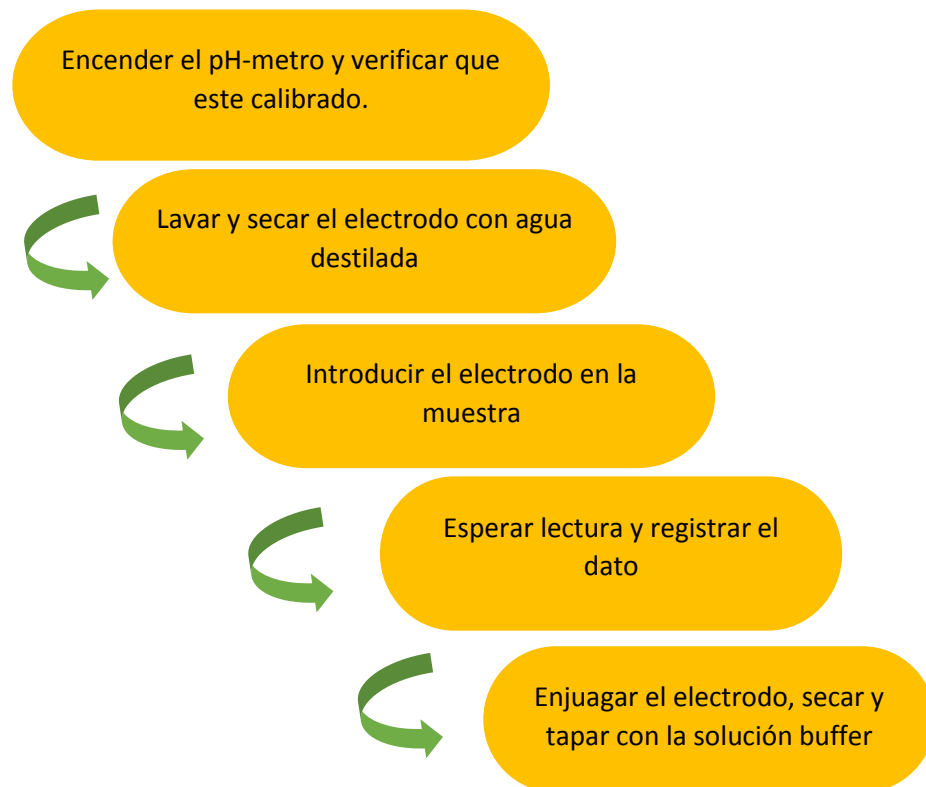 Encender el pH-metro y verificar que
este calibrado.
Lavar y secar el electrodo con agua
destilada
Introducir el electrodo en la
muestra
Esperar lectura y registrar el
dato
Enjuagar el electrodo, secar y
tapar con la solución buffer